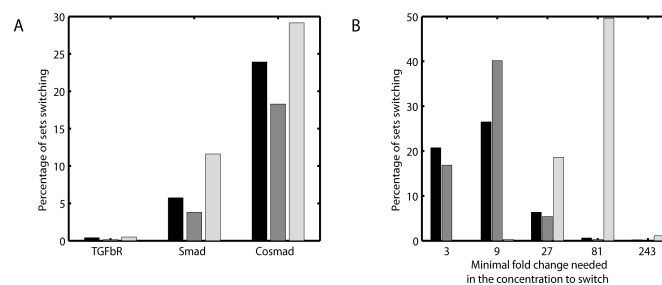 A
Percentage of sets switching
30
25
20
15
10
5
0
TGFbR Smad Cosmad
B
Percentage of sets switching
50
40
30
20
10
0
3 9 27 81 243
Minimal fold change needed
in the concentration to switch